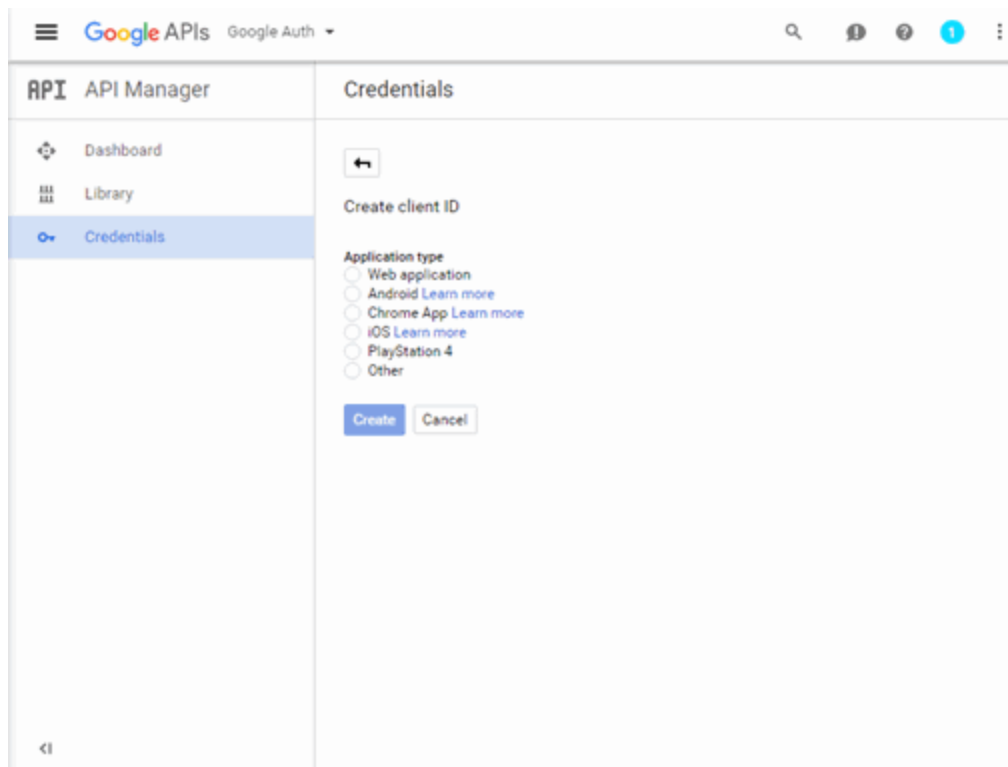 Google APIs Google Auth
1
API API Manager
Credentials
Dashboard
Library
Credentials
Create client ID
Application type
Web application
Android Learn more
Chrome App Learn more
iOS Learn more
PlayStation 4
Other
Create Cancel